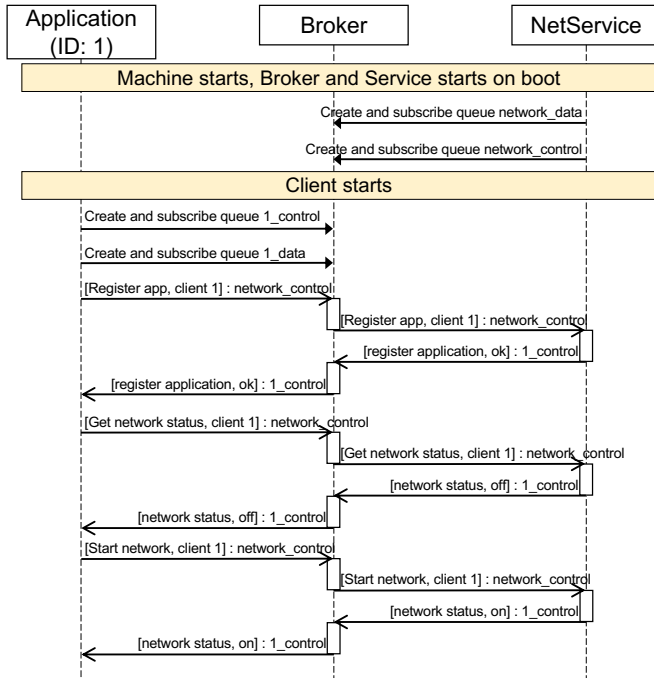 Application
(ID: 1)
Broker
NetService
Machine starts, Broker and Service starts on boot
Create and subscribe queue network_data
Create and subscribe queue network_control
Client starts
Create and subscribe queue 1_control
Create and subscribe queue 1_data
[Register app, client 1] : network_control
[Register app, client 1] : network_control
[register application, ok] : 1_control
[register application, ok] : 1_control
[Get network status, client 1] : network_control
[Get network status, client 1] : network_control
[network status, off] : 1_control
[network status, off] : 1_control
[Start network, client 1] : network_control
[Start network, client 1] : network_control
[network status, on] : 1_control
[network status, on] : 1_control